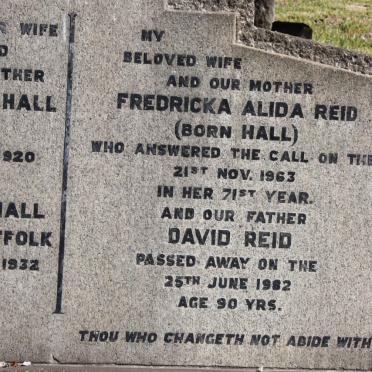 WIFE
THER
HALL
1920
HALL
FFOLK
1932
MY
BELOVED WIFE
AND OUR MOTHER
FREDRICKA ALIDA REID
(BORN HALL)
WHO ANSWERED THE CALL ON THE
21ST NOV. 1963
IN HER 71ST YEAR.
AND OUR FATHER
DAVID REID
PASSED AWAY ON THE
25TH JUNE 1982
AGE 90 YRS.
THOU WHO CHANGETH NOT ABIDE WITH